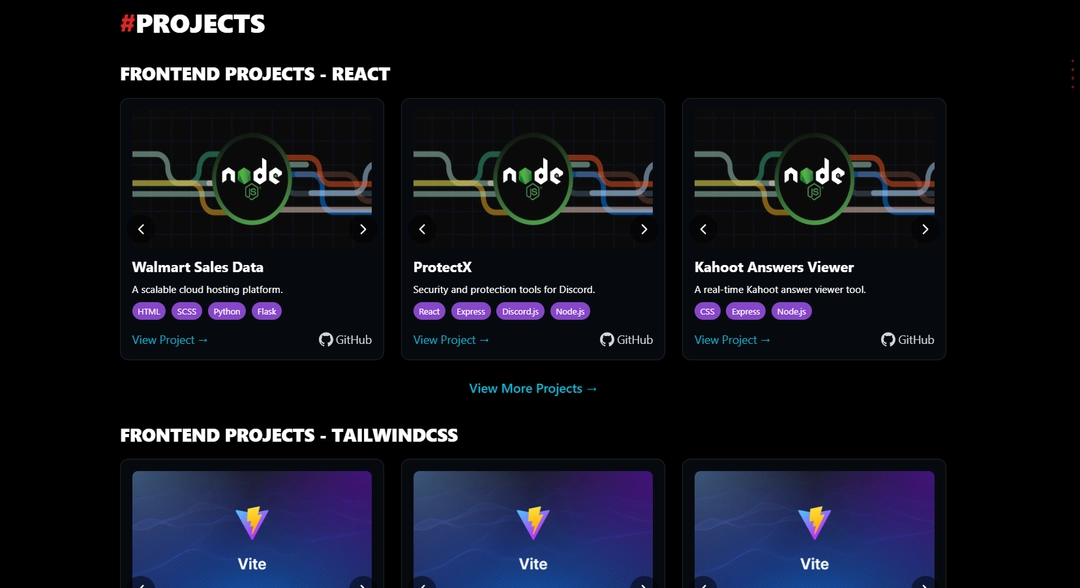 #PROJECTS
FRONTEND PROJECTS - REACT
node node node
JS JS JS
Walmart Sales Data ProtectX Kahoot Answers Viewer
A scalable cloud hosting platform. Security and protection tools for Discord. A real-time Kahoot answer viewer tool.
HTML SCSS Python Flask React Express Discord.js Node.js CSS Express Node.js
View Project → GitHub View Project → GitHub View Project → GitHub
View More Projects →
FRONTEND PROJECTS - TAILWINDCSS
Vite Vite Vite